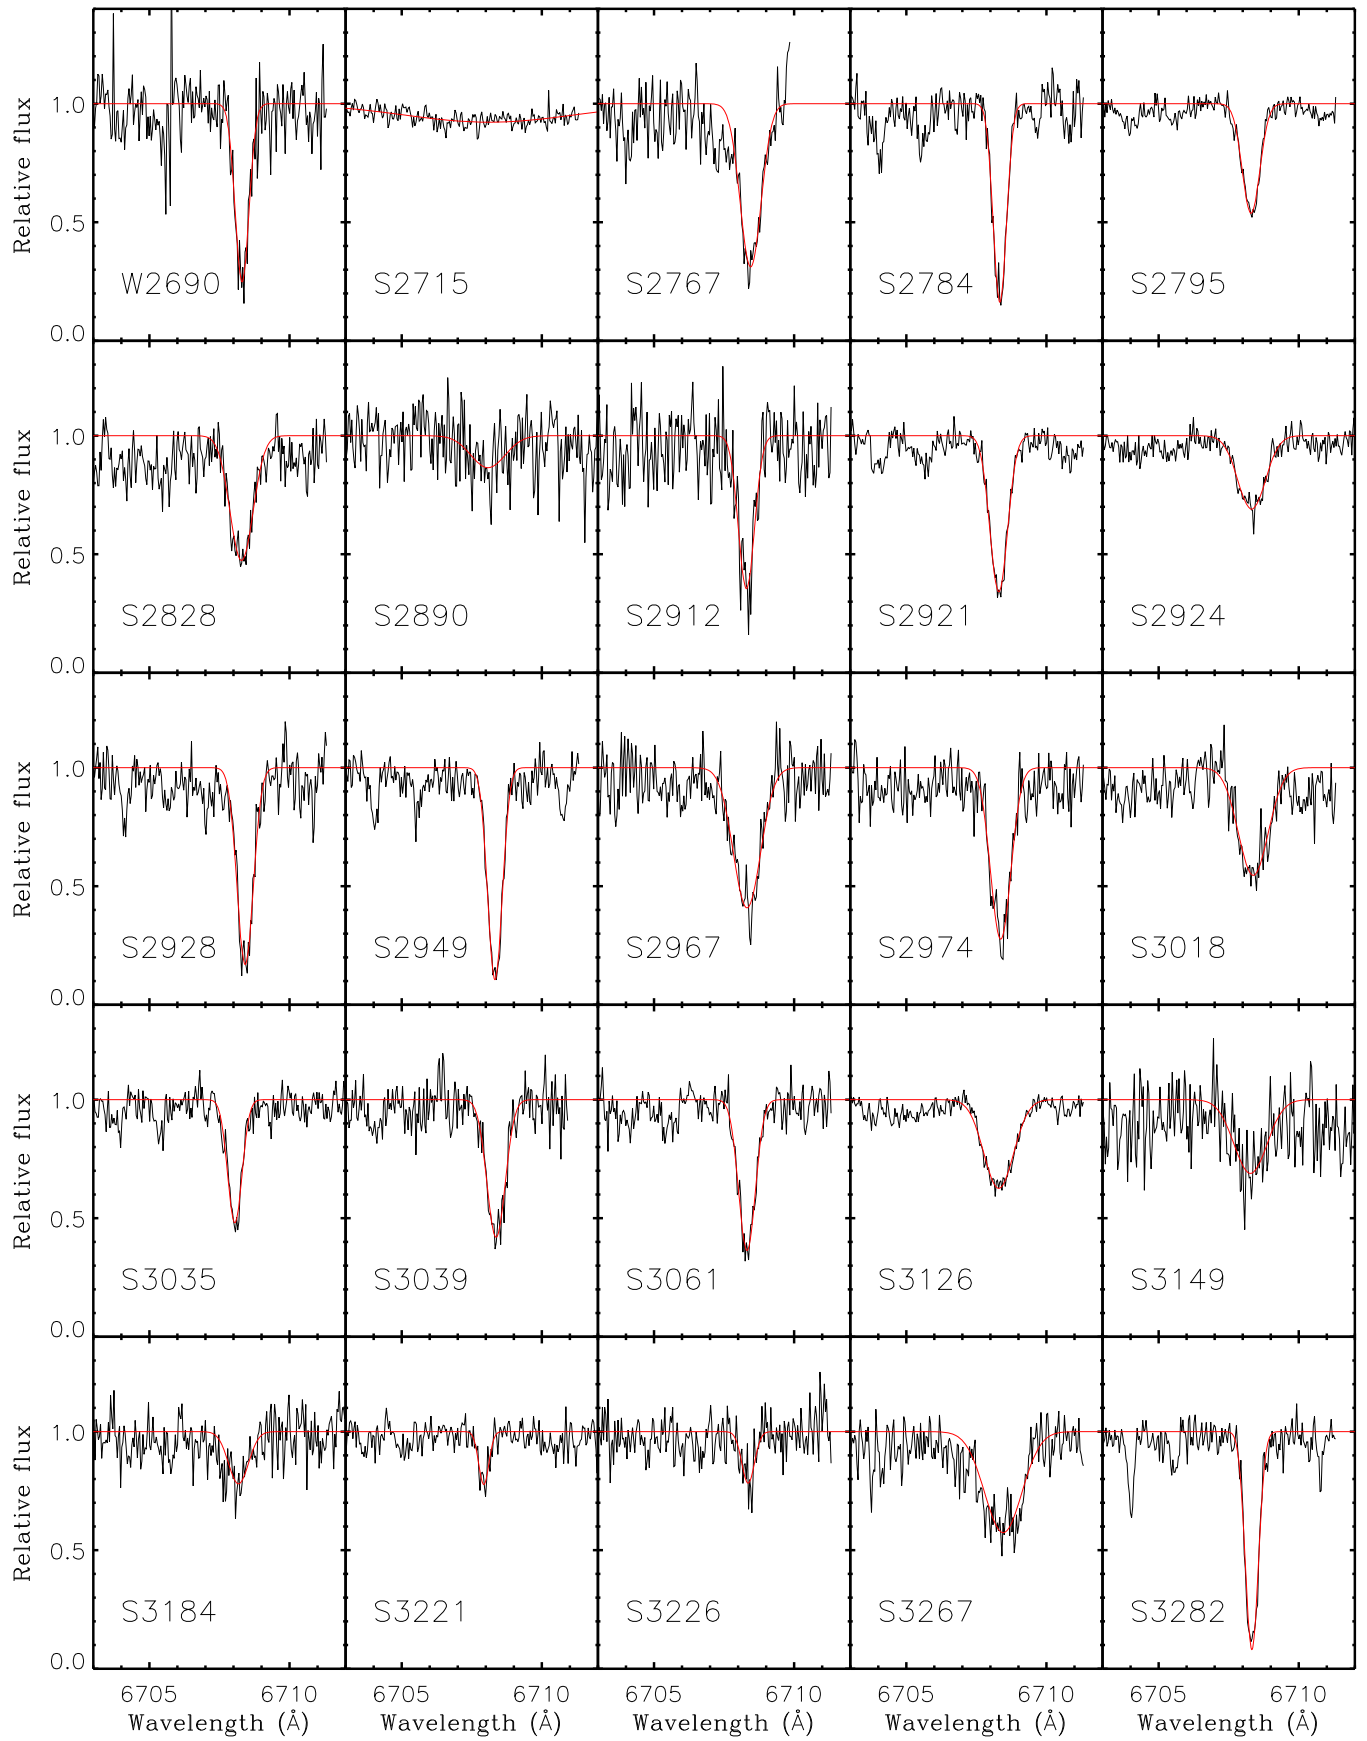 Relative flux
1.0
0.5
0.0
W2690
S2715
S2767
S2784
S2795
Relative flux
1.0
0.5
0.0
S2828
S2890
S2912
S2921
S2924
Relative flux
1.0
0.5
0.0
S2928
S2949
S2967
S2974
S3018
Relative flux
1.0
0.5
0.0
S3035
S3039
S3061
S3126
S3149
Relative flux
1.0
0.5
0.0
S3184
S3221
S3226
S3267
S3282
6705 6710 6705 6710 6705 6710 6705 6710 6705 6710
Wavelength (Å) Wavelength (Å) Wavelength (Å) Wavelength (Å) Wavelength (Å)